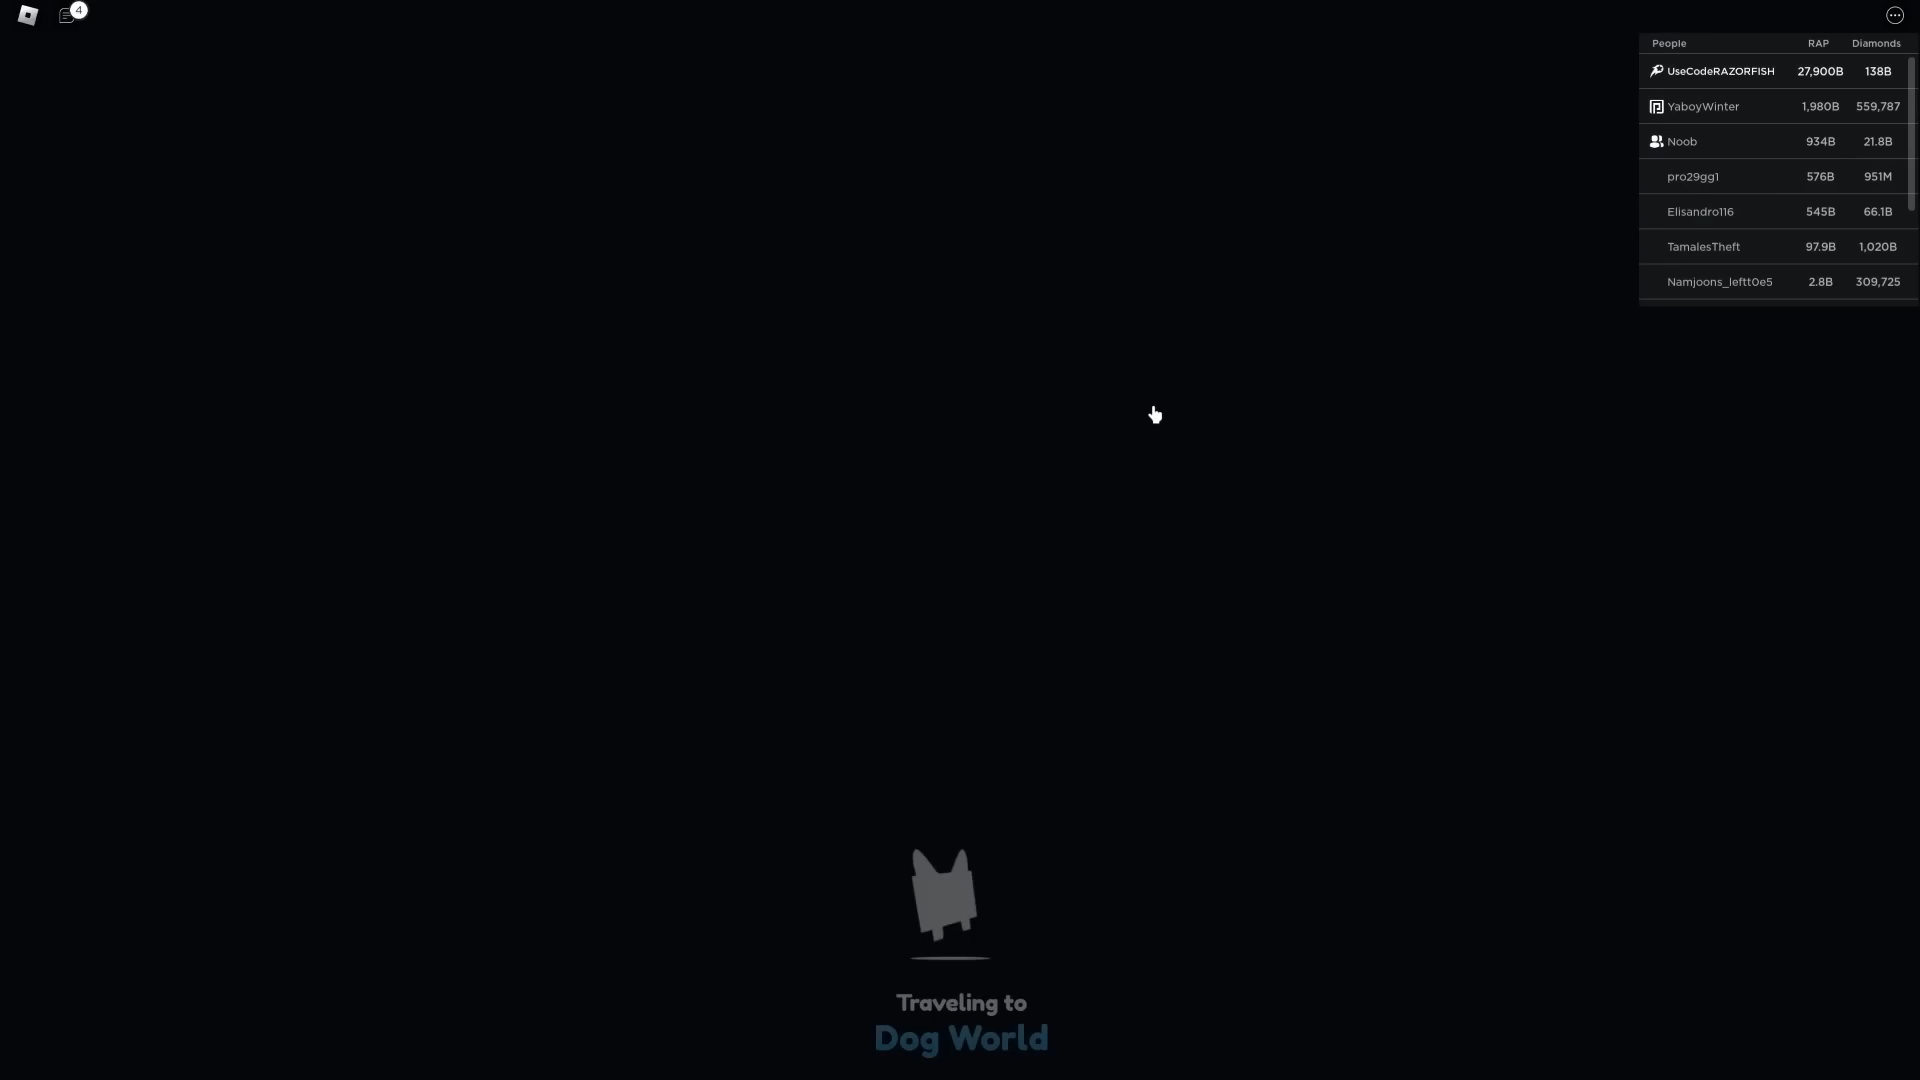 4
People RAP Diamonds
UseCodeRAZORFISH 27,900B 138B
YaboyWinter 1,980B 559,787
Noob 934B 21.8B
pro29gg1 576B 951M
Elisandro116 545B 66.1B
TamalesTheft 97.9B 1,020B
Namjoons_leftt0e5 2.8B 309,725
Traveling to
Dog World